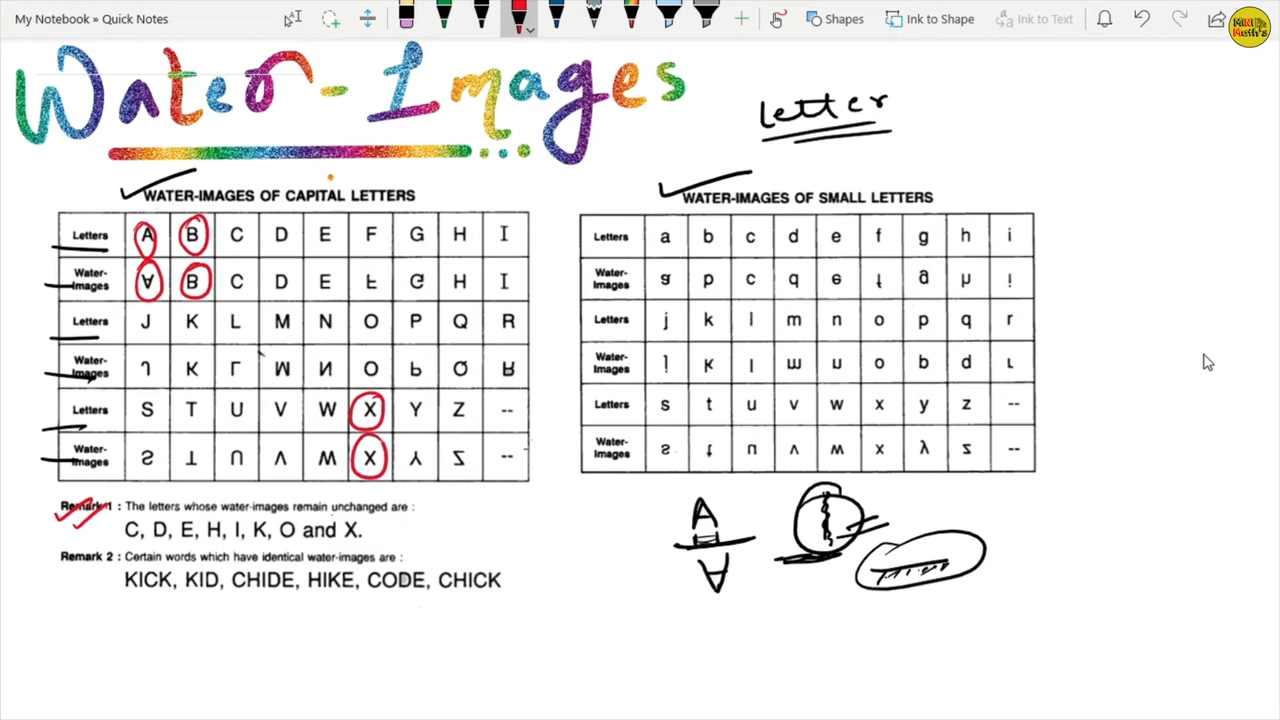 My Notebook » Quick Notes
Shapes
Ink to Shape
Ink to Text
MINI Math's
Water-Images
letter
WATER-IMAGES OF CAPITAL LETTERS
Letters A B C D E F G H I
Water-Images
Letters J K L M N O P Q R
Water-Images
Letters S T U V W X Y Z --
Water-Images
Remark 1 : The letters whose water-images remain unchanged are :
C, D, E, H, I, K, O and X.
Remark 2 : Certain words which have identical water-images are :
KICK, KID, CHIDE, HIKE, CODE, CHICK
WATER-IMAGES OF SMALL LETTERS
Letters a b c d e f g h i
Water-Images
Letters j k l m n o p q r
Water-Images
Letters s t u v w x y z --
Water-Images
A